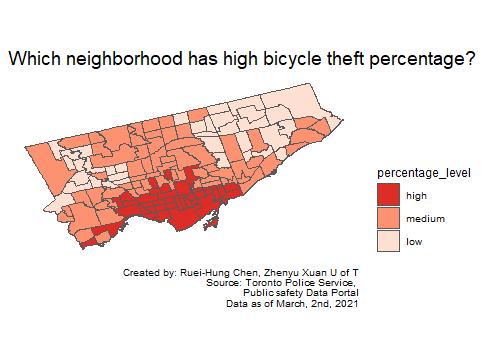 Which neighborhood has high bicycle theft percentage?
percentage_level
high
medium
low
Created by: Ruei-Hung Chen, Zhenyu Xuan U of T
Source: Toronto Police Service,
Public safety Data Portal
Data as of March, 2nd, 2021